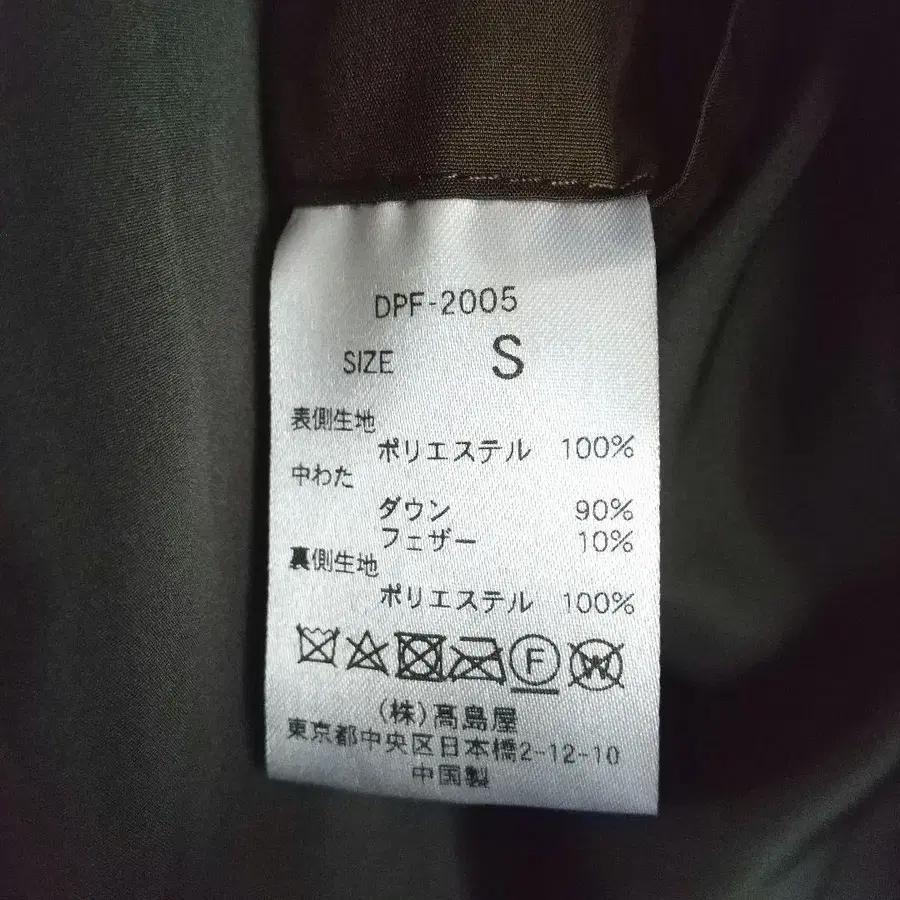 DPF-2005
SIZE S
表側生地
ポリエステル 100%
中わた
ダウン 90%
フェザー 10%
裏側生地
ポリエステル 100%
F W
(株)髙島屋
東京都中央区日本橋2-12-10
中国製